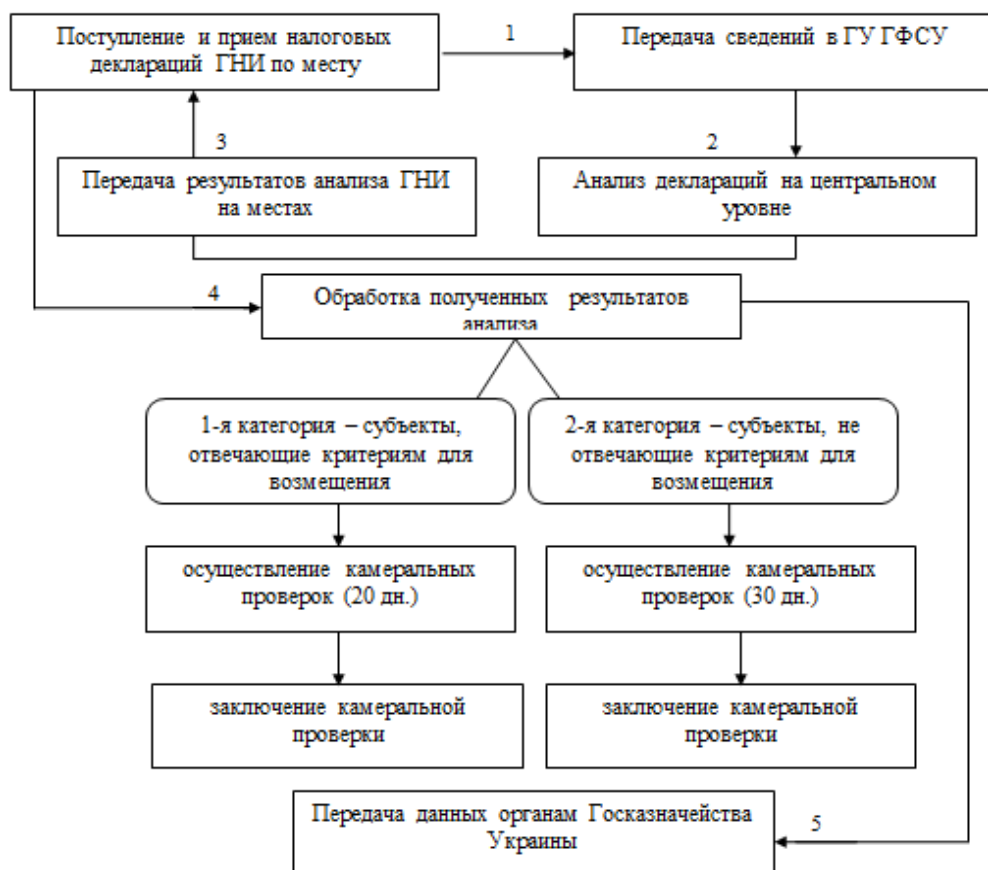 Поступление и прием налоговых
декларaций ГНИ по месту
1
Передача сведений в ГУ ГФСУ
3
2
Передача результатов анализа ГНИ
на местах
Анализ деклараций на центральном
уровне
4
Обработка полученных результатов
анализа
1-я категория – субъекты,
отвечающие критериям для
возмещения
2-я категория – субъекты, не
отвечающие критериям для
возмещения
осуществление камеральных
проверок (20 дн.)
осуществление камеральных
проверок (30 дн.)
заключение камеральной
проверки
заключение камеральной
проверки
Передача данных органам Госказначейства
Украины
5